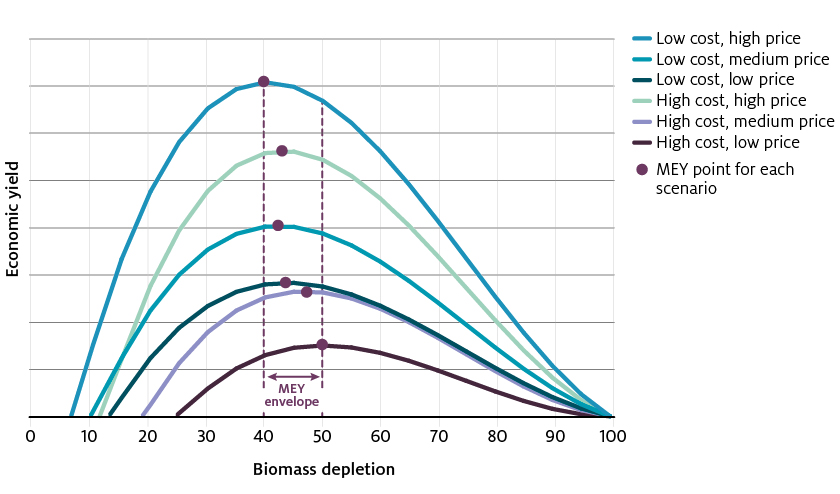 Low cost, high price
Low cost, medium price
Low cost, low price
High cost, high price
High cost, medium price
High cost, low price
MEY point for each
scenario
Economic yield
MEY
envelope
0 10 20 30 40 50 60 70 80 90 100
Biomass depletion